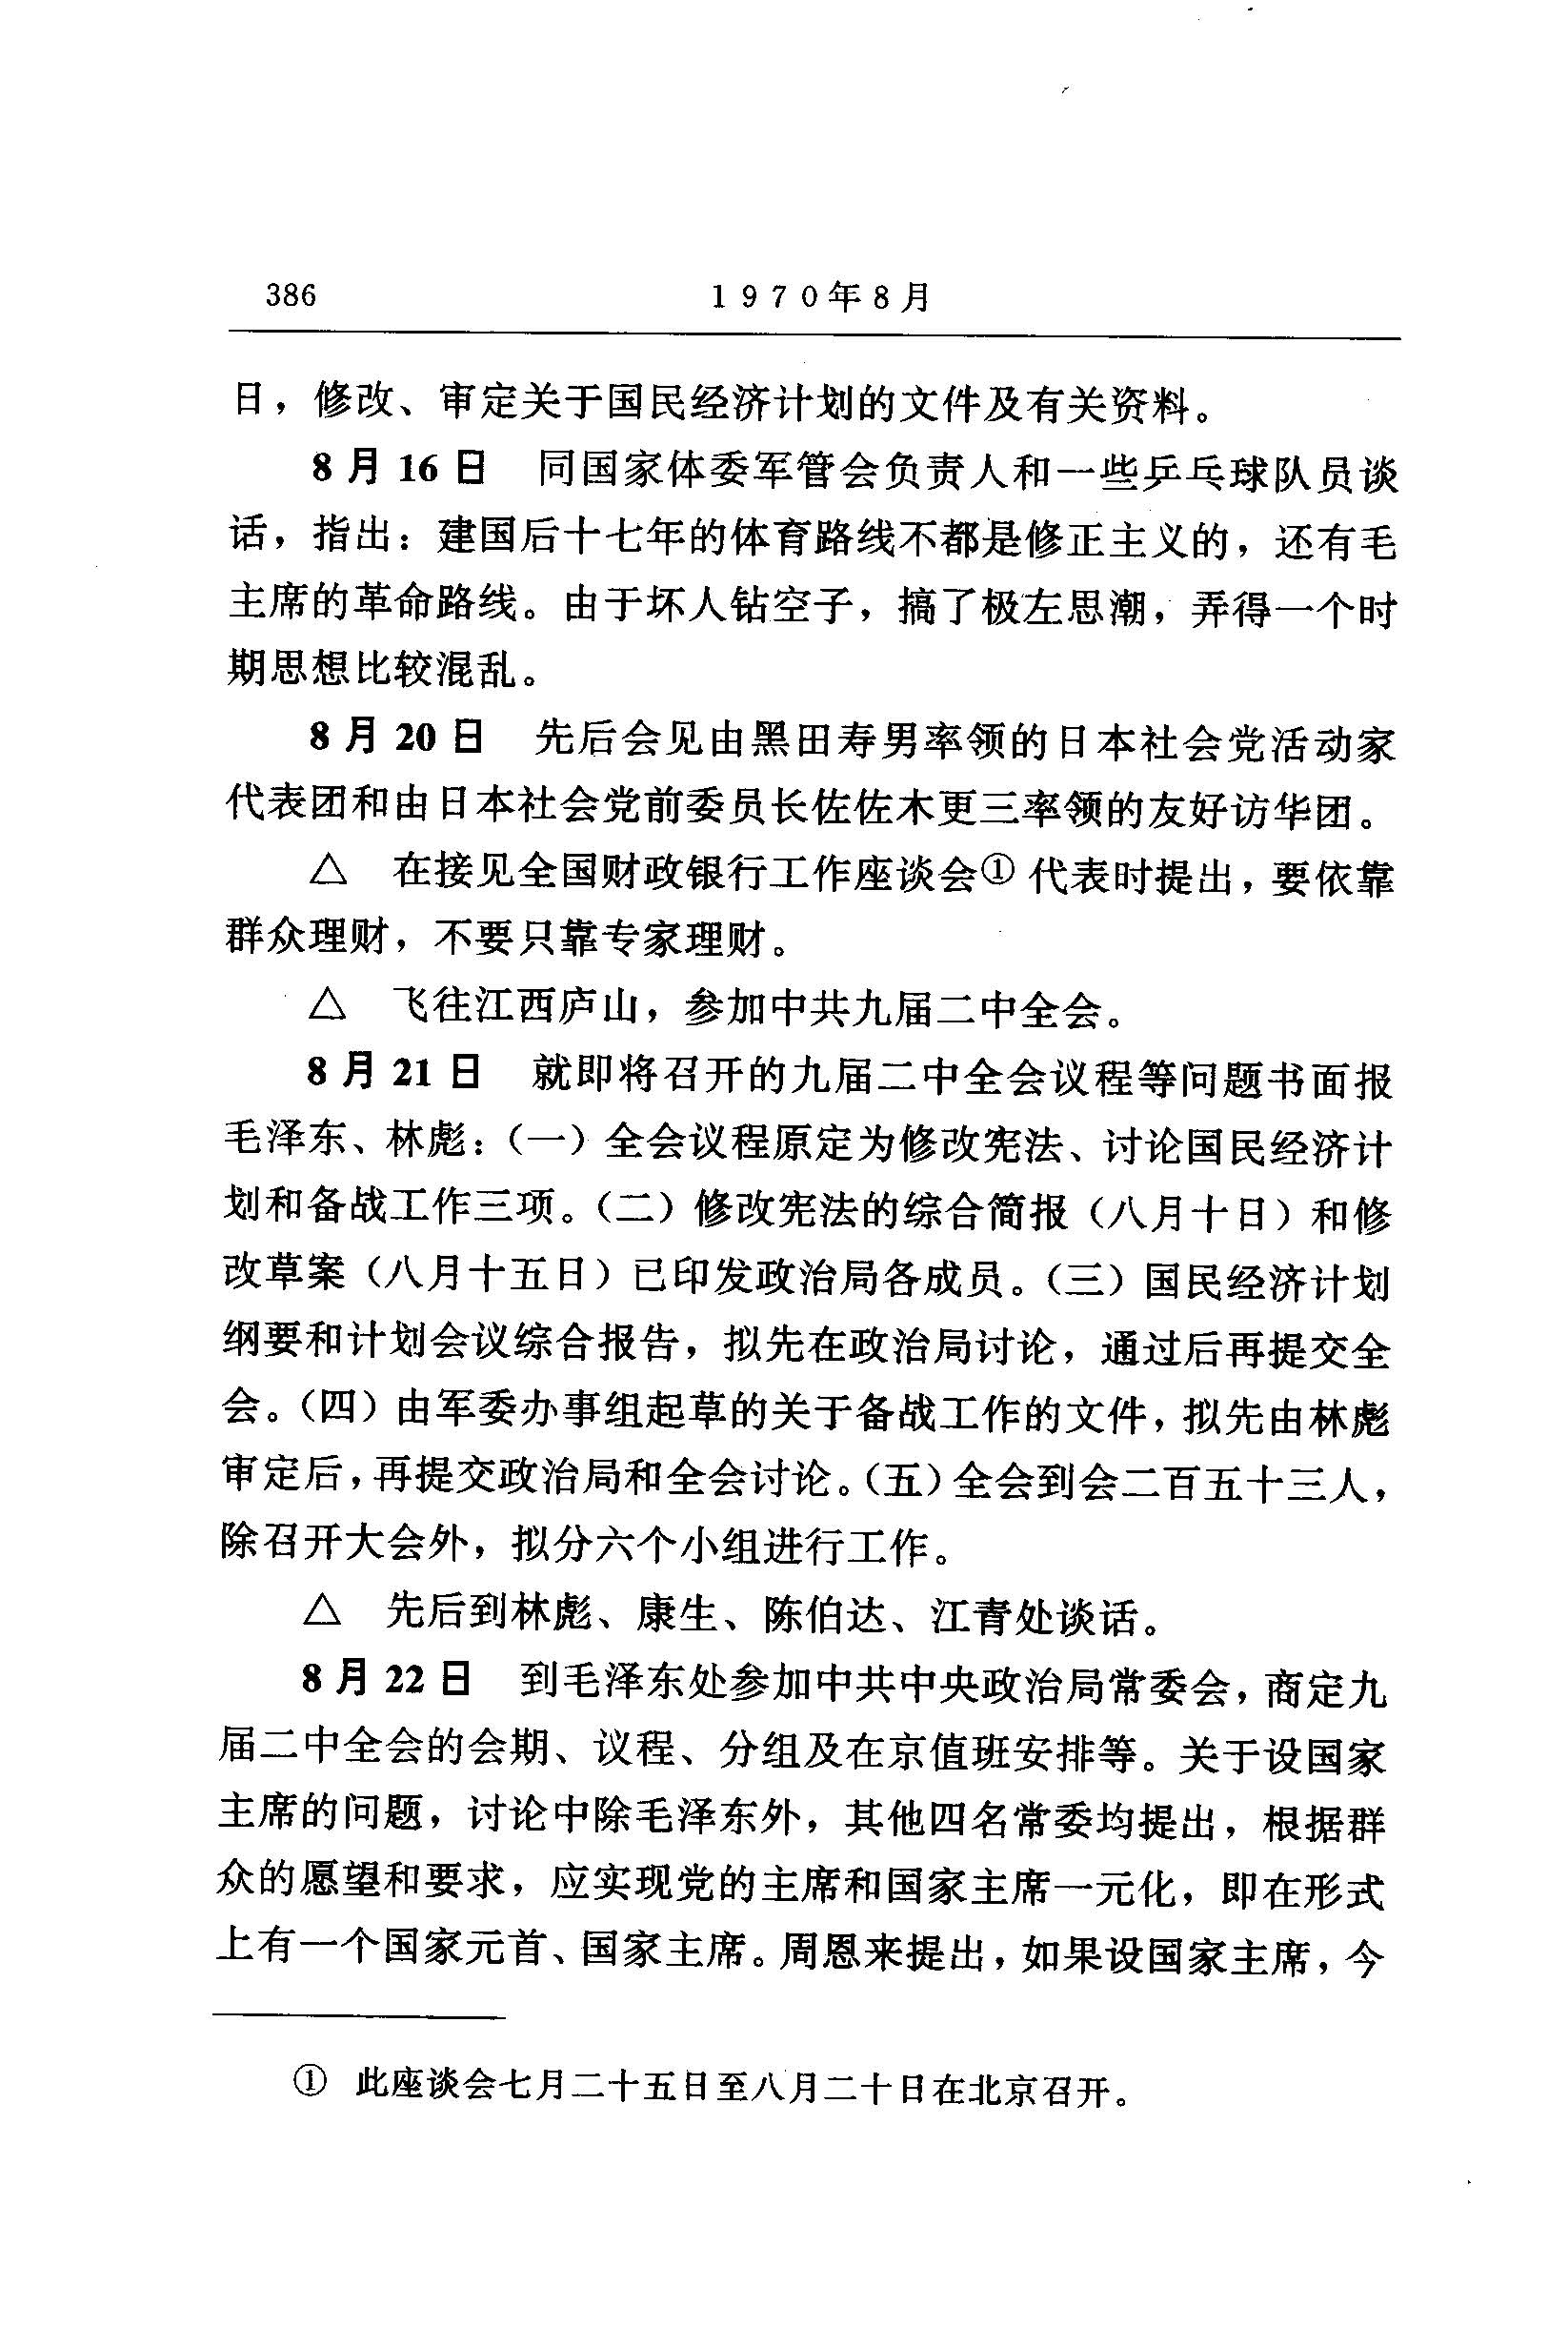 386
1970年8月
日，修改、审定关于国民经济计划的文件及有关资料。
8月16日　同国家体委军管会负责人和一些乒乓球队员谈
话，指出：建国后十七年的体育路线不都是修正主义的，还有毛
主席的革命路线。由于坏人钻空子，搞了极左思潮，弄得一个时
期思想比较混乱。
8月20日　先后会见由黑田寿男率领的日本社会党活动家
代表团和由日本社会党前委员长佐佐木更三率领的友好访华团。
△　在接见全国财政银行工作座谈会①代表时提出，要依靠
群众理财，不要只靠专家理财。
△　飞往江西庐山，参加中共九届二中全会。
8月21日　就即将召开的九届二中全会议程等问题书面报
毛泽东、林彪：（一）全会议程原定为修改宪法、讨论国民经济计
划和备战工作三项。（二）修改宪法的综合简报（八月十日）和修
改草案（八月十五日）已印发政治局各成员。（三）国民经济计划
纲要和计划会议综合报告，拟先在政治局讨论，通过后再提交全
会。（四）由军委办事组起草的关于备战工作的文件，拟先由林彪
审定后，再提交政治局和全会讨论。（五）全会到会二百五十三人，
除召开大会外，拟分六个小组进行工作。
△　先后到林彪、康生、陈伯达、江青处谈话。
8月22日　到毛泽东处参加中共中央政治局常委会，商定九
届二中全会的会期、议程、分组及在京值班安排等。关于设国家
主席的问题，讨论中除毛泽东外，其他四名常委均提出，根据群
众的愿望和要求，应实现党的主席和国家主席一元化，即在形式
上有一个国家元首、国家主席。周恩来提出，如果设国家主席，今
①　此座谈会七月二十五日至八月二十日在北京召开。